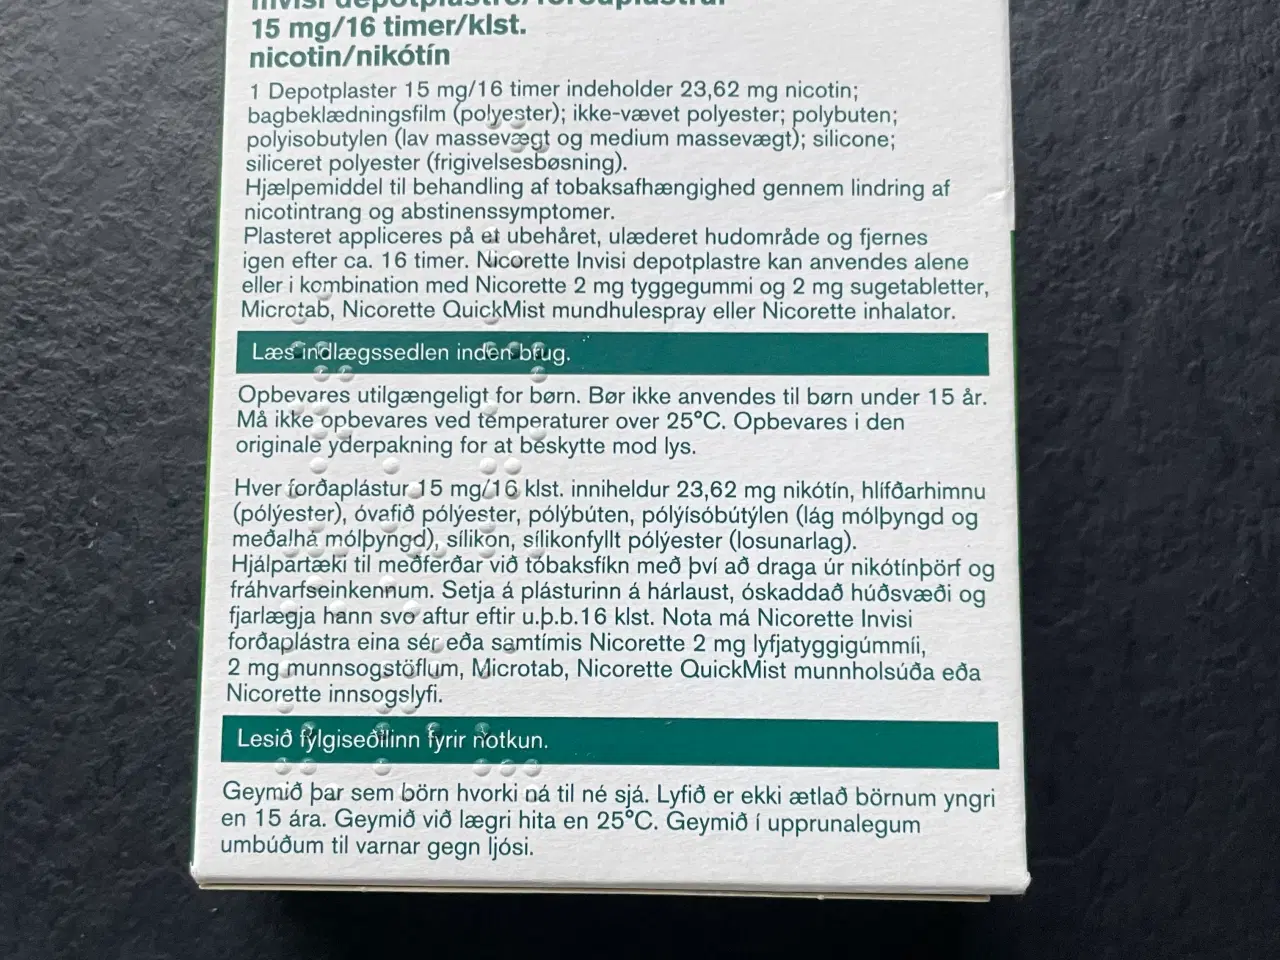 Invisi depotplastre/forðaplástrar
15 mg/16 timer/klst.
nicotin/nikótín
1 Depotplaster 15 mg/16 timer indeholder 23,62 mg nicotin;
bagbeklædningsfilm (polyester); ikke-vævet polyester; polybuten;
polyisobutylen (lav massevægt og medium massevægt); silicone;
siliceret polyester (frigivelsesbøsning).
Hjælpemiddel til behandling af tobaksafhængighed gennem lindring af
nicotintrang og abstinenssymptomer.
Plasteret appliceres på et ubehåret, ulæderet hudområde og fjernes
igen efter ca. 16 timer. Nicorette Invisi depotplastre kan anvendes alene
eller i kombination med Nicorette 2 mg tyggegummi og 2 mg sugetabletter,
Microtab, Nicorette QuickMist mundhulespray eller Nicorette inhalator.
Læs indlægssedlen inden brug.
Opbevares utilgængeligt for børn. Bør ikke anvendes til børn under 15 år.
Må ikke opbevares ved temperaturer over 25°C. Opbevares i den
originale yderpakning for at beskytte mod lys.
Hver forðaplástur 15 mg/16 klst. inniheldur 23,62 mg nikótín, hlífðarhimnu
(pólýester), óvafið pólýester, pólýbúten, pólýísóbútýlen (lág mólþyngd og
meðalhá mólþyngd), sílikon, sílikonfyllt pólýester (losunarlag).
Hjálpartæki til meðferðar við tóbaksfíkn með því að draga úr nikótínþörf og
fráhvarfseinkennum. Setja á plásturinn á hárlaust, óskaddað húðsvæði og
fjarlægja hann svo aftur eftir u.þ.b.16 klst. Nota má Nicorette Invisi
forðaplástra eina sér eða samtímis Nicorette 2 mg lyfjatyggigúmmíi,
2 mg munnsogstöflum, Microtab, Nicorette QuickMist munnholsúða eða
Nicorette innsogslyfi.
Lesið fylgiseðilinn fyrir notkun.
Geymið þar sem börn hvorki ná til né sjá. Lyfið er ekki ætlað börnum yngri
en 15 ára. Geymið við lægri hita en 25°C. Geymið í upprunalegum
umbúðum til varnar gegn ljósi.